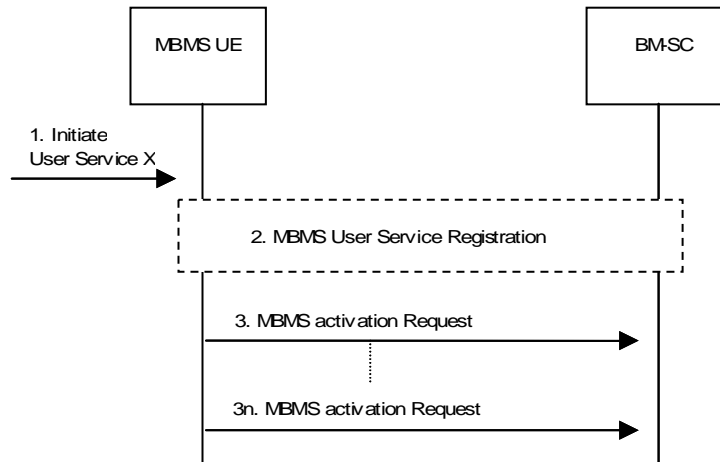 MBMS UE
BM-SC
1. Initiate
User Service X
2. MBMS User Service Registration
3. MBMS activation Request
3n. MBMS activation Request